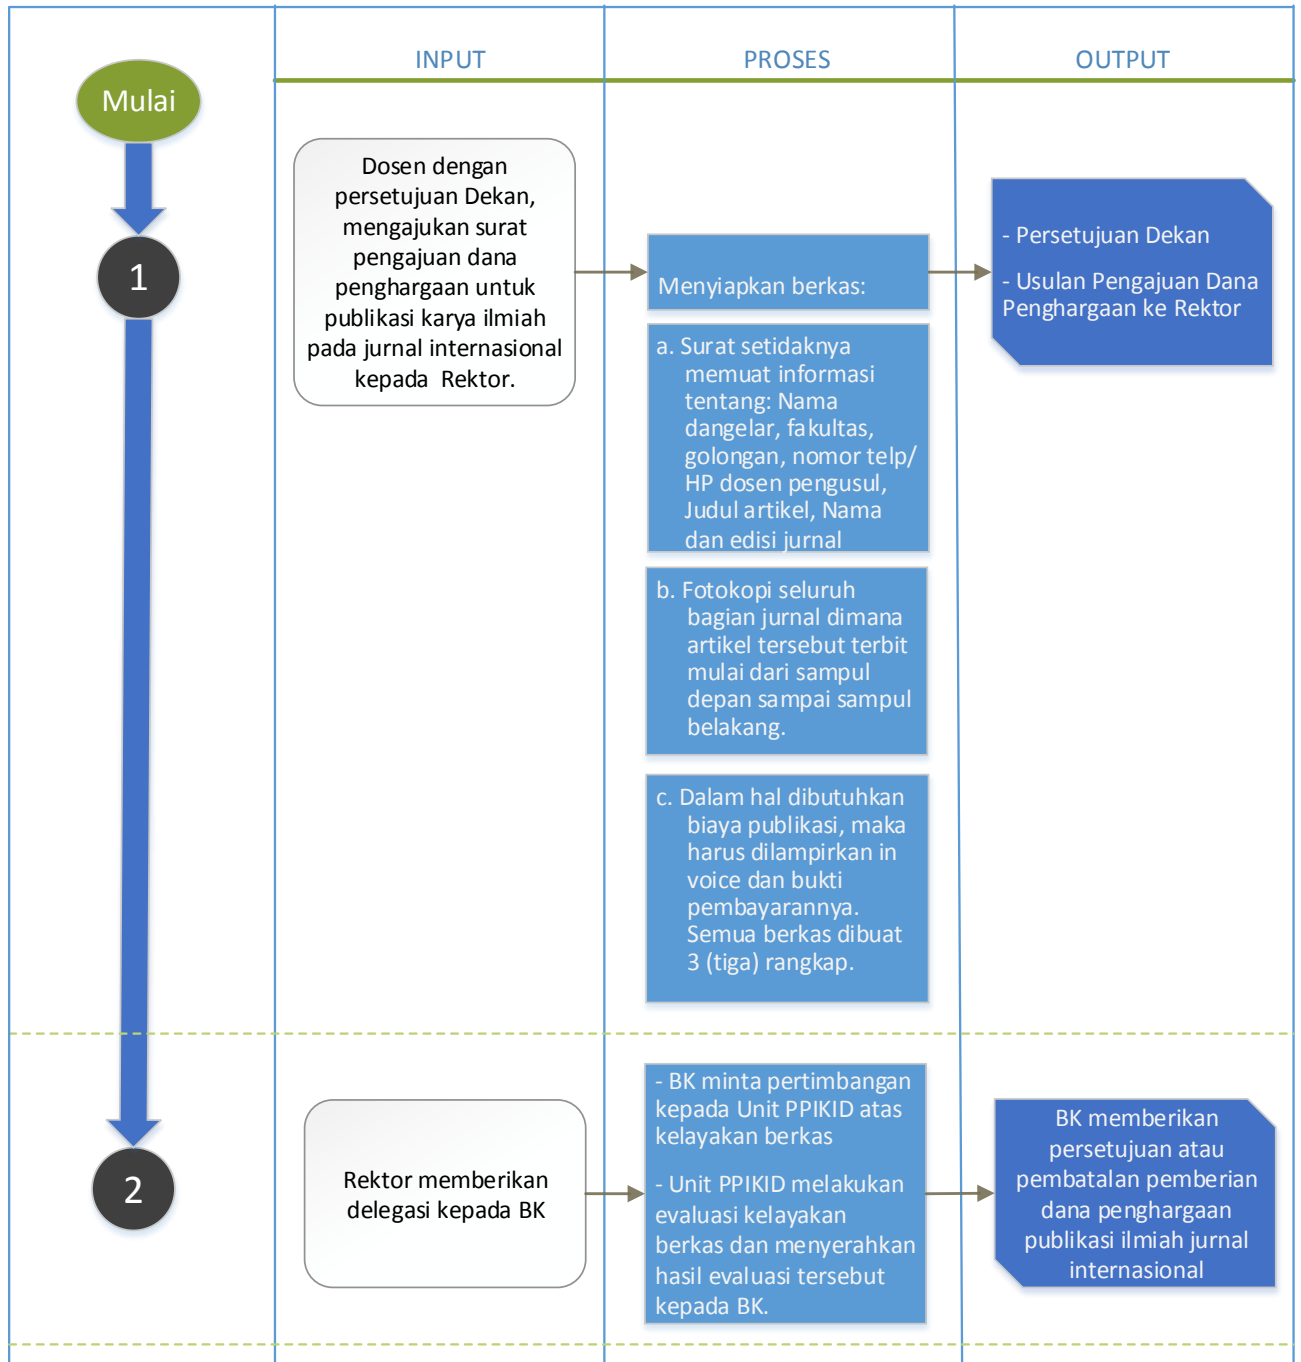 INPUT
PROSES
OUTPUT
Mulai
1
Dosen dengan
persetujuan Dekan,
mengajukan surat
pengajuan dana
penghargaan untuk
publikasi karya ilmiah
pada jurnal internasional
kepada Rektor.
Menyiapkan berkas:
a. Surat setidaknya
memuat informasi
tentang: Nama
dangelar, fakultas,
golongan, nomor telp/
HP dosen pengusul,
Judul artikel, Nama
dan edisi jurnal
b. Fotokopi seluruh
bagian jurnal dimana
artikel tersebut terbit
mulai dari sampul
depan sampai sampul
belakang.
c. Dalam hal dibutuhkan
biaya publikasi, maka
harus dilampirkan in
voice dan bukti
pembayarannya.
Semua berkas dibuat
3 (tiga) rangkap.
- Persetujuan Dekan
- Usulan Pengajuan Dana
Penghargaan ke Rektor
2
Rektor memberikan
delegasi kepada BK
- BK minta pertimbangan
kepada Unit PPIKID atas
kelayakan berkas
- Unit PPIKID melakukan
evaluasi kelayakan
berkas dan menyerahkan
hasil evaluasi tersebut
kepada BK.
BK memberikan
persetujuan atau
pembatalan pemberian
dana penghargaan
publikasi ilmiah jurnal
internasional